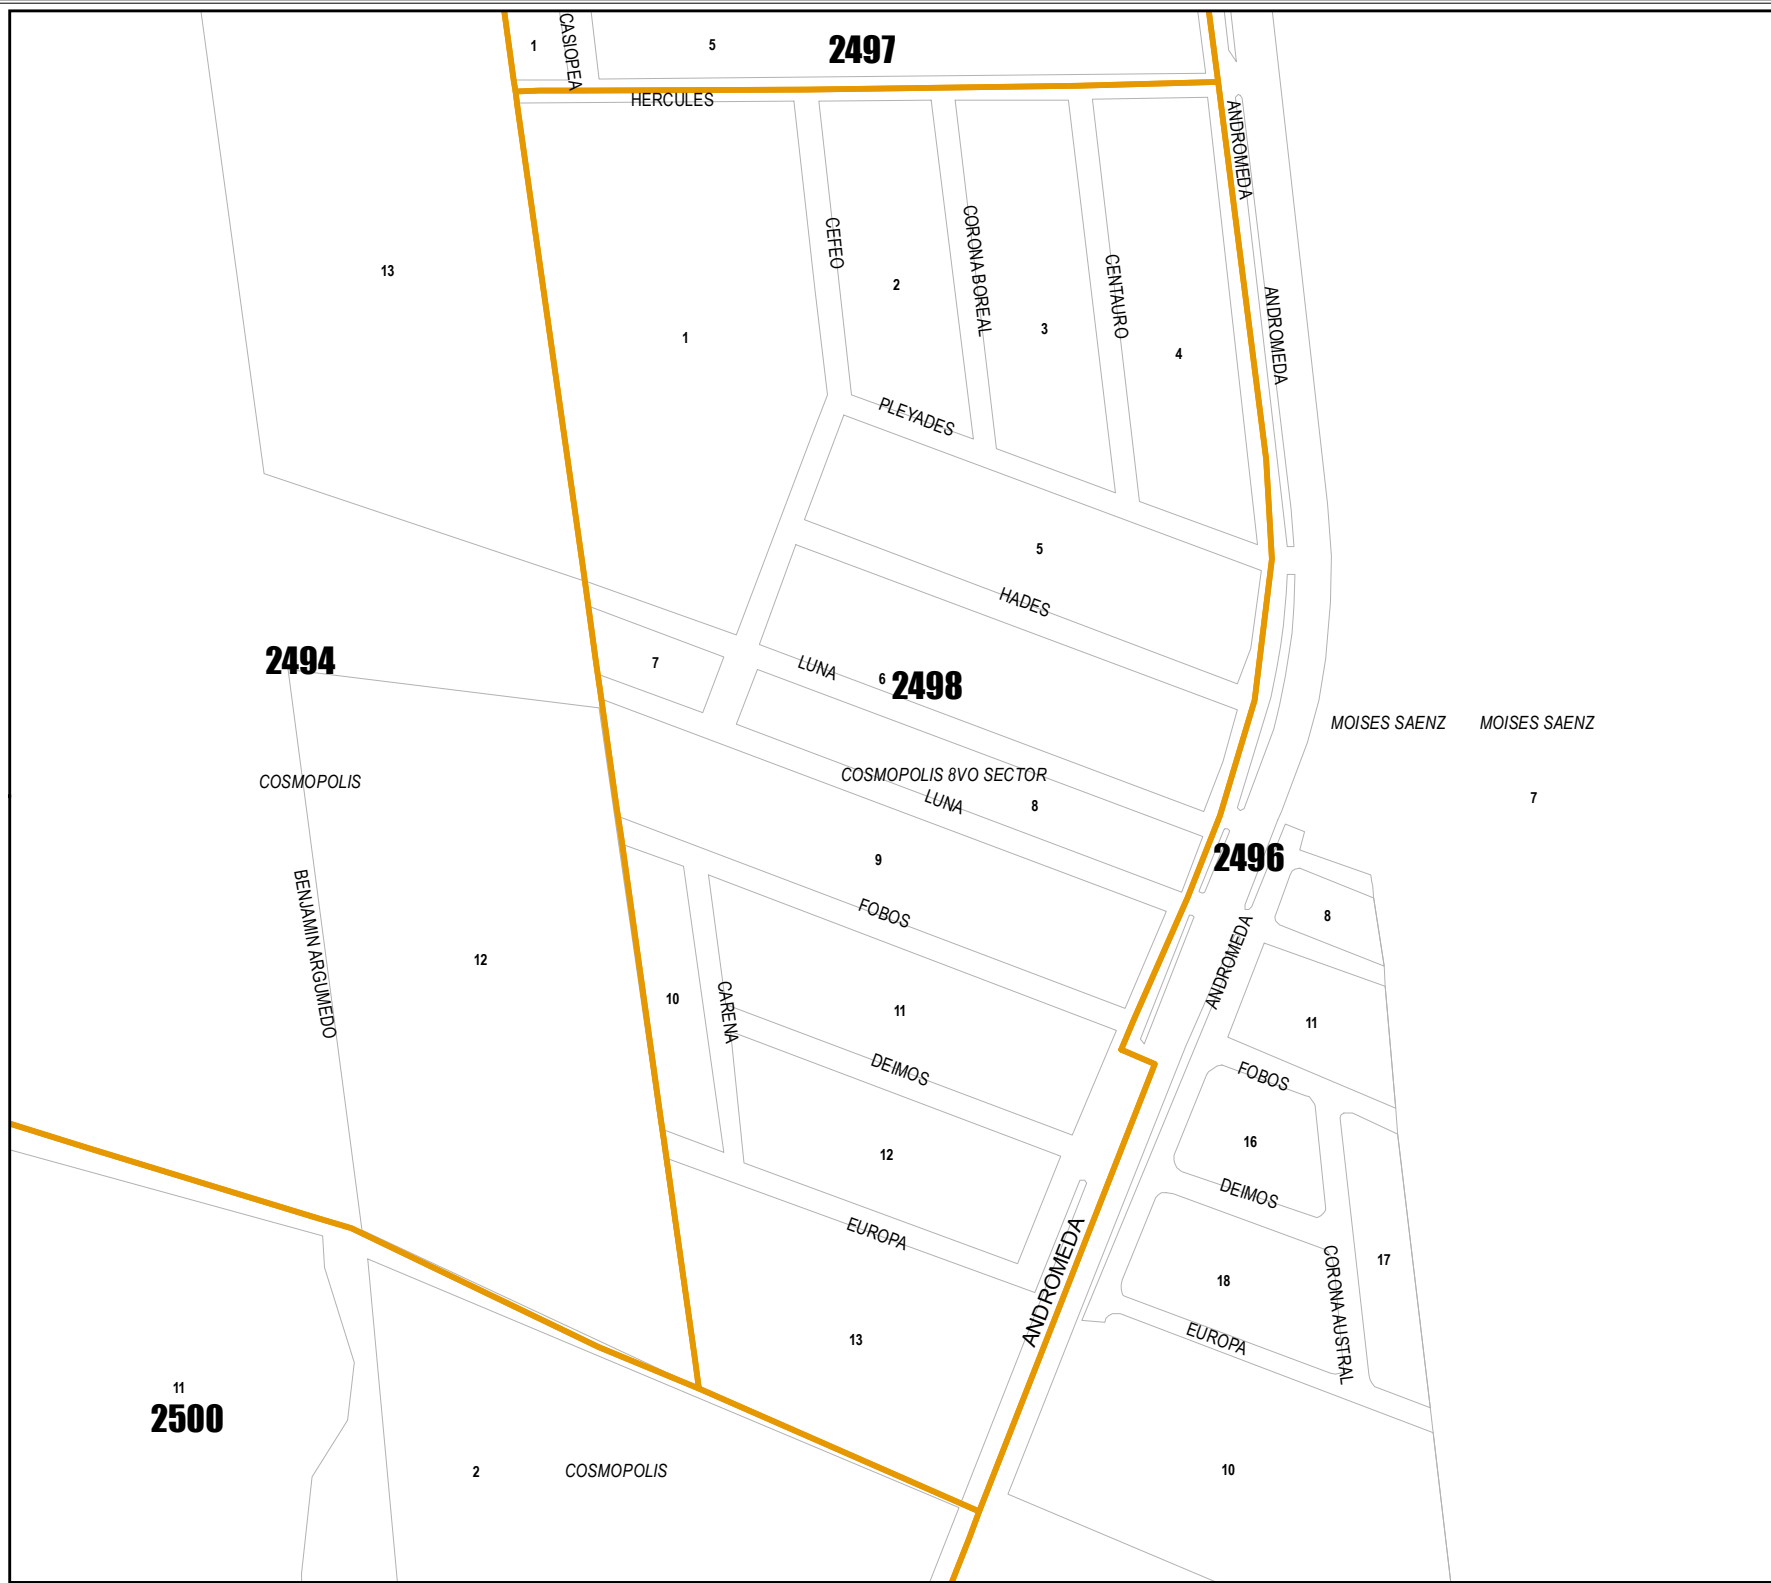 1
CASIOPEA
5
2497
HERCULES
ANDROMEDA
13
CEFEO
2
CORONA BOREAL
3
CENTAURO
4
ANDROMEDA
1
PLEYADES
5
HADES
2494
7
LUNA
6
2498
MOISES SAENZ
MOISES SAENZ
COSMOPOLIS
COSMOPOLIS 8VO SECTOR
LUNA
8
7
9
2496
BENJAMIN ARGUMEDO
12
FOBOS
8
ANDROMEDA
10
CARENA
11
11
DEIMOS
FOBOS
12
16
DEIMOS
EUROPA
ANDROMEDA
18
CORONA AUSTRAL
17
13
EUROPA
11
2500
2
COSMOPOLIS
10